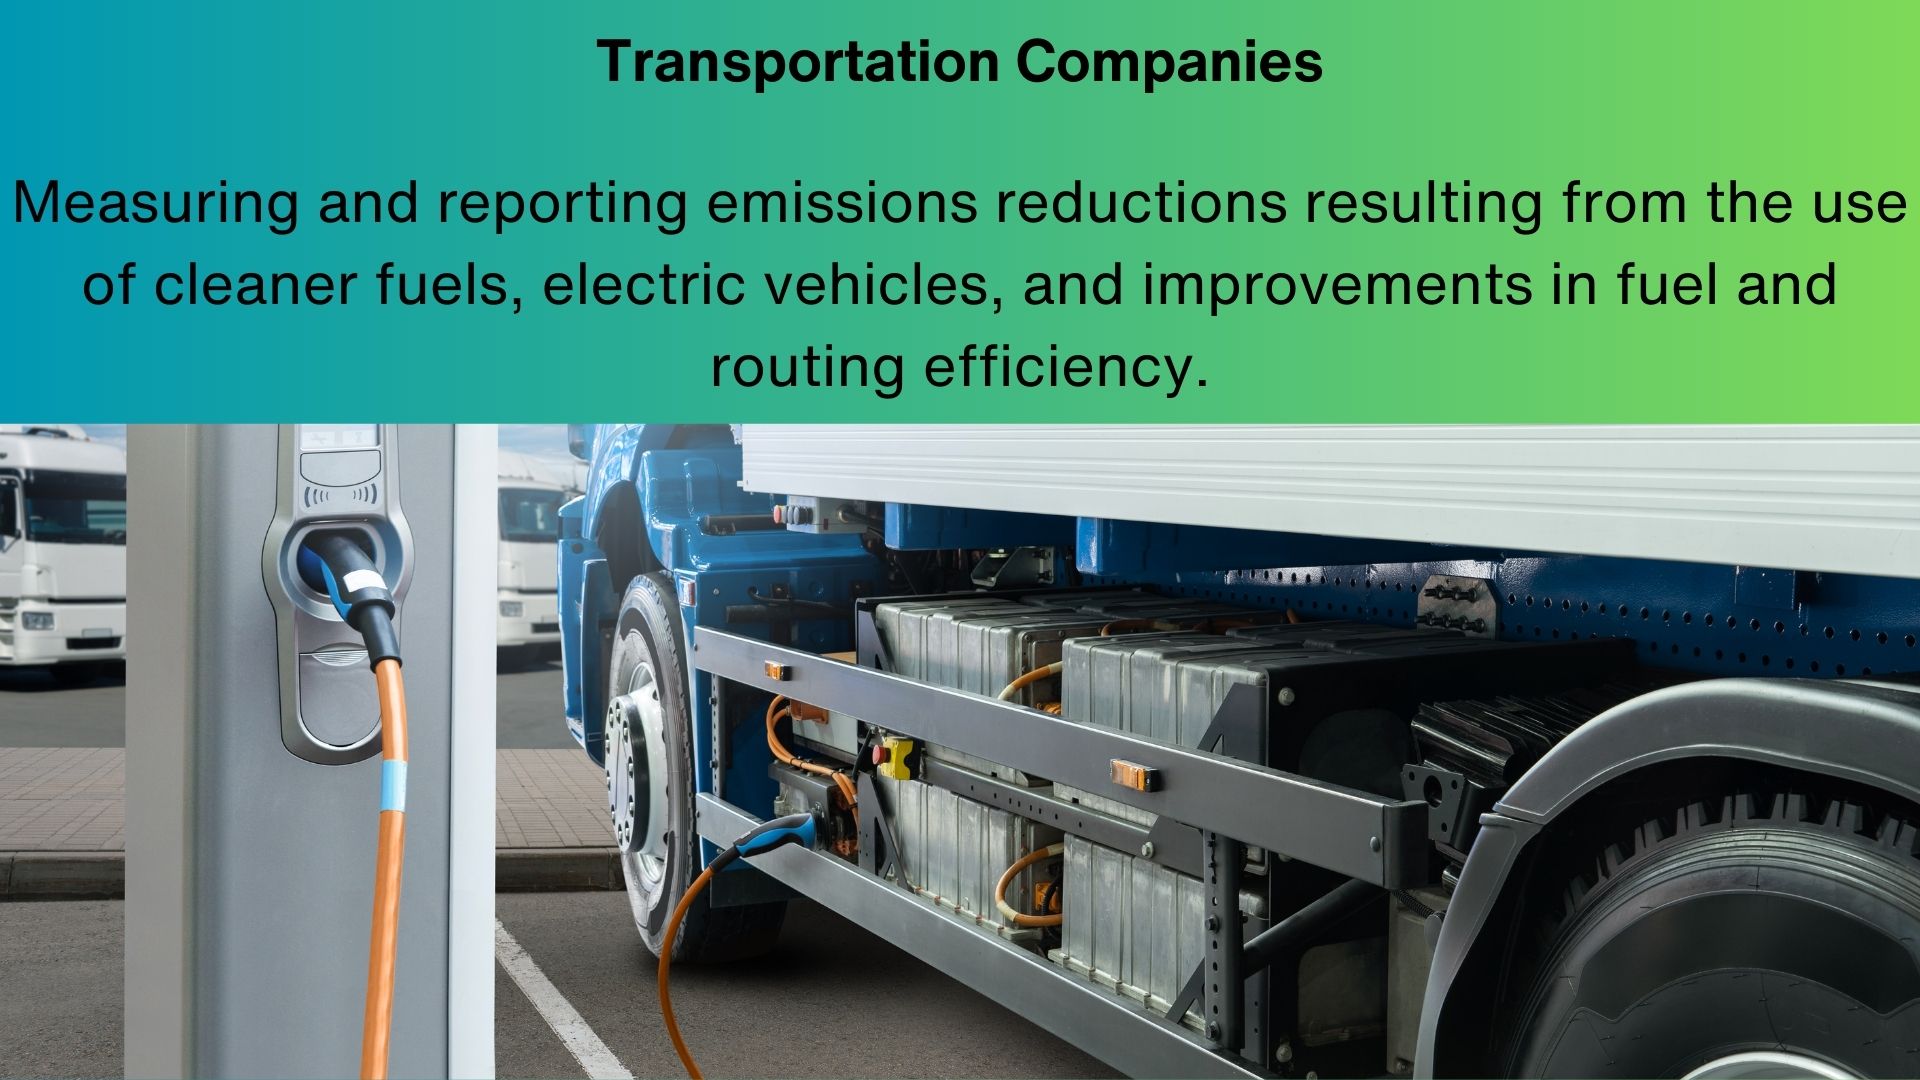 Transportation Companies
Measuring and reporting emissions reductions resulting from the use
of cleaner fuels, electric vehicles, and improvements in fuel and
routing efficiency.